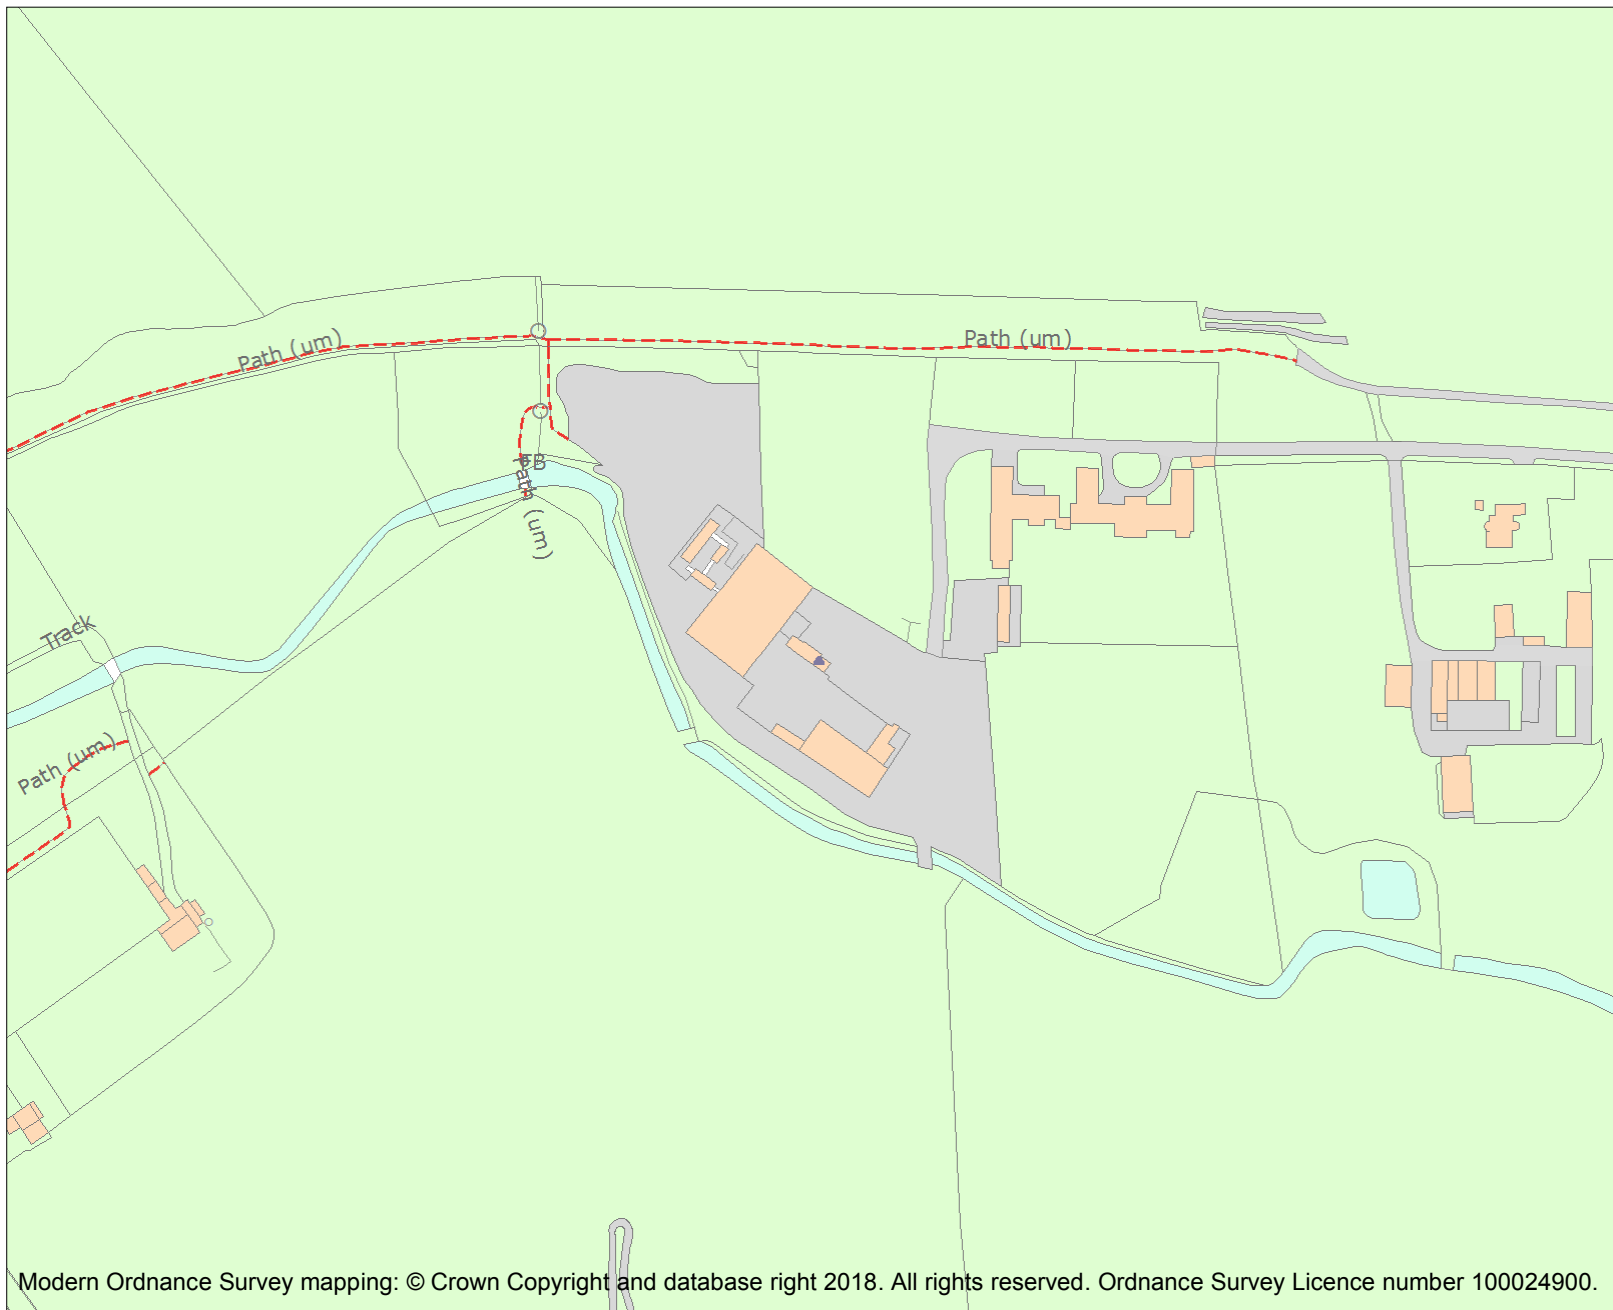 Path (um)
Path (um)
FB
Path (um)
Track
Path (um)
Modern Ordnance Survey mapping: © Crown Copyright and database right 2018. All rights reserved. Ordnance Survey Licence number 100024900.